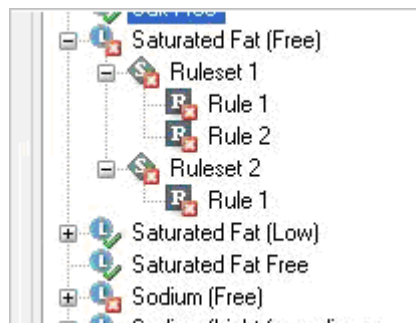 Saturated Fat (Free)
S Ruleset 1
R Rule 1
R Rule 2
S Ruleset 2
R Rule 1
L Saturated Fat (Low)
L Saturated Fat Free
L Sodium (Free)